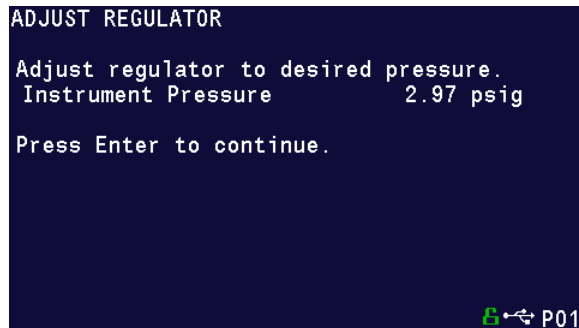 ADJUST REGULATOR
Adjust regulator to desired pressure.
Instrument Pressure 2.97 psig
Press Enter to continue.
P01